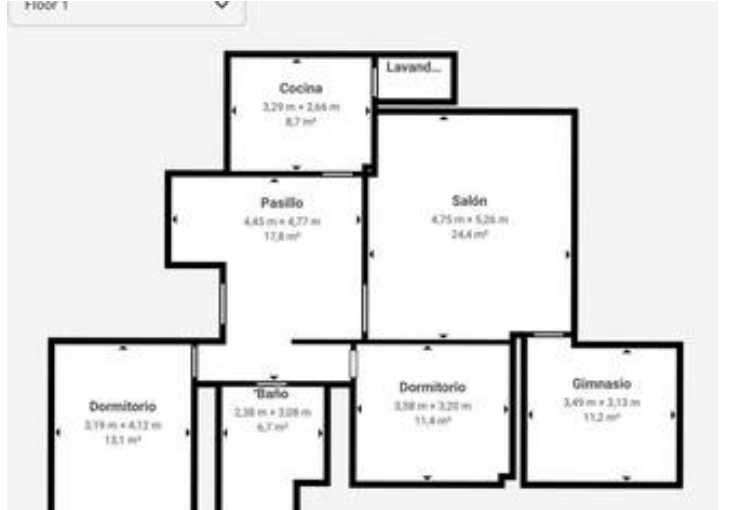 Floor 1
Lavand...
Cocina
3,29 m × 2,66 m
8,7 m²
Pasillo
4,45 m × 4,77 m
17,8 m²
Salón
4,75 m × 5,26 m
24,4 m²
Dormitorio
3,19 m × 4,12 m
13,1 m²
Baño
2,38 m × 3,08 m
6,7 m²
Dormitorio
3,58 m × 3,20 m
11,4 m²
Gimnasio
3,49 m × 3,13 m
11,2 m²